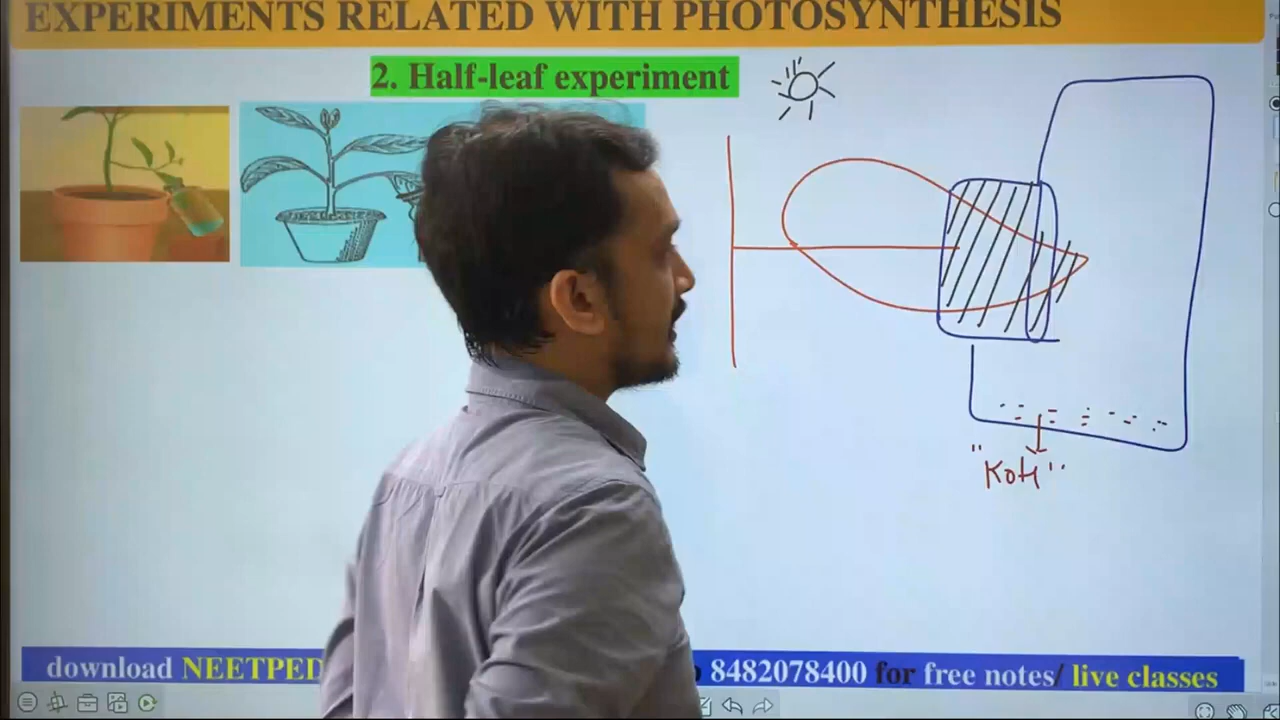 EXPERIMENTS RELATED WITH PHOTOSYNTHESIS
2. Half-leaf experiment
"KOH"
download NEETPED 8482078400 for free notes/ live classes